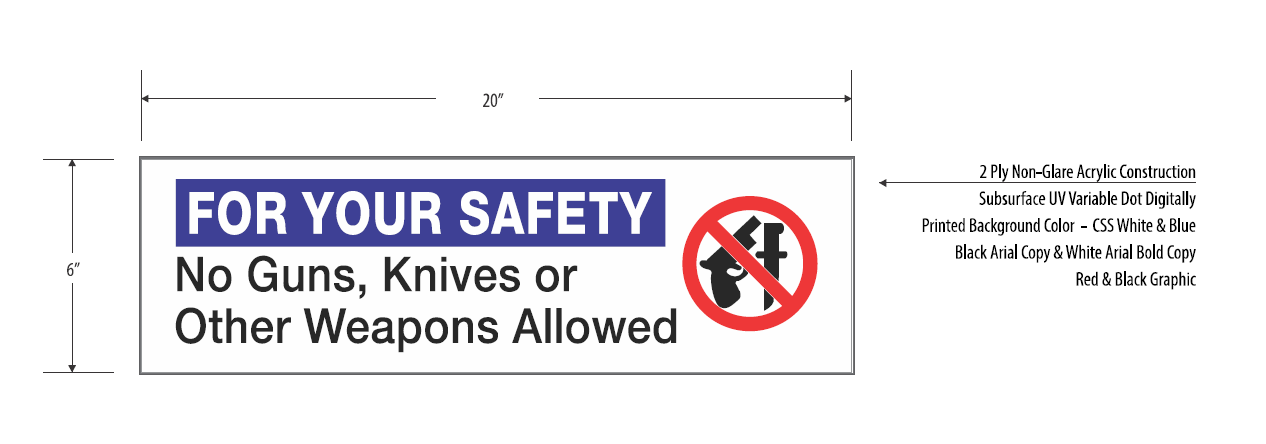 20”
6”
FOR YOUR SAFETY
No Guns, Knives or
Other Weapons Allowed
2 Ply Non-Glare Acrylic Construction
Subsurface UV Variable Dot Digitally
Printed Background Color - CSS White & Blue
Black Arial Copy & White Arial Bold Copy
Red & Black Graphic